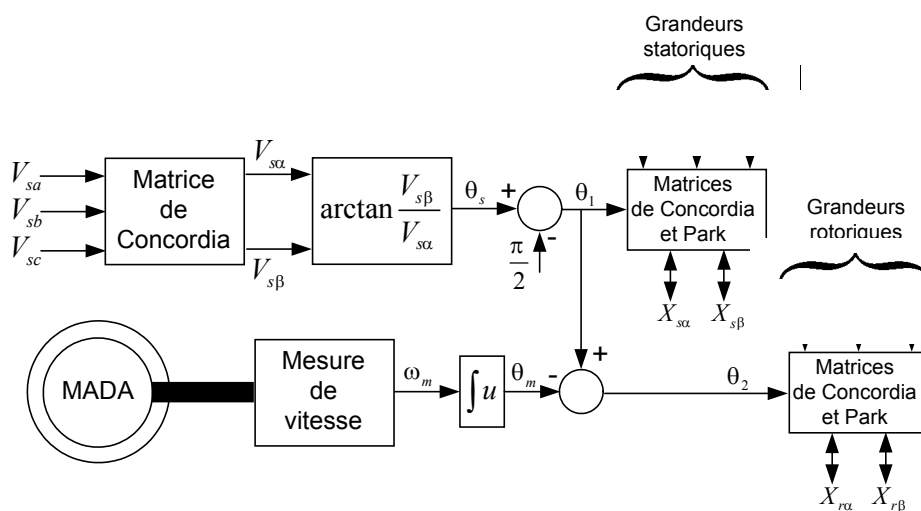 Grandeurs
statoriques
V_sa
V_sb
V_sc
Matrice
de
Concordia
V_sα
V_sβ
arctan V_sβ / V_sα
θ_s
+
-
π/2
θ_1
Matrices
de Concordia
et Park
X_sα X_sβ
Grandeurs
rotoriques
MADA
Mesure
de
vitesse
ω_m
∫u
θ_m
-
+
θ_2
Matrices
de Concordia
et Park
X_rα X_rβ